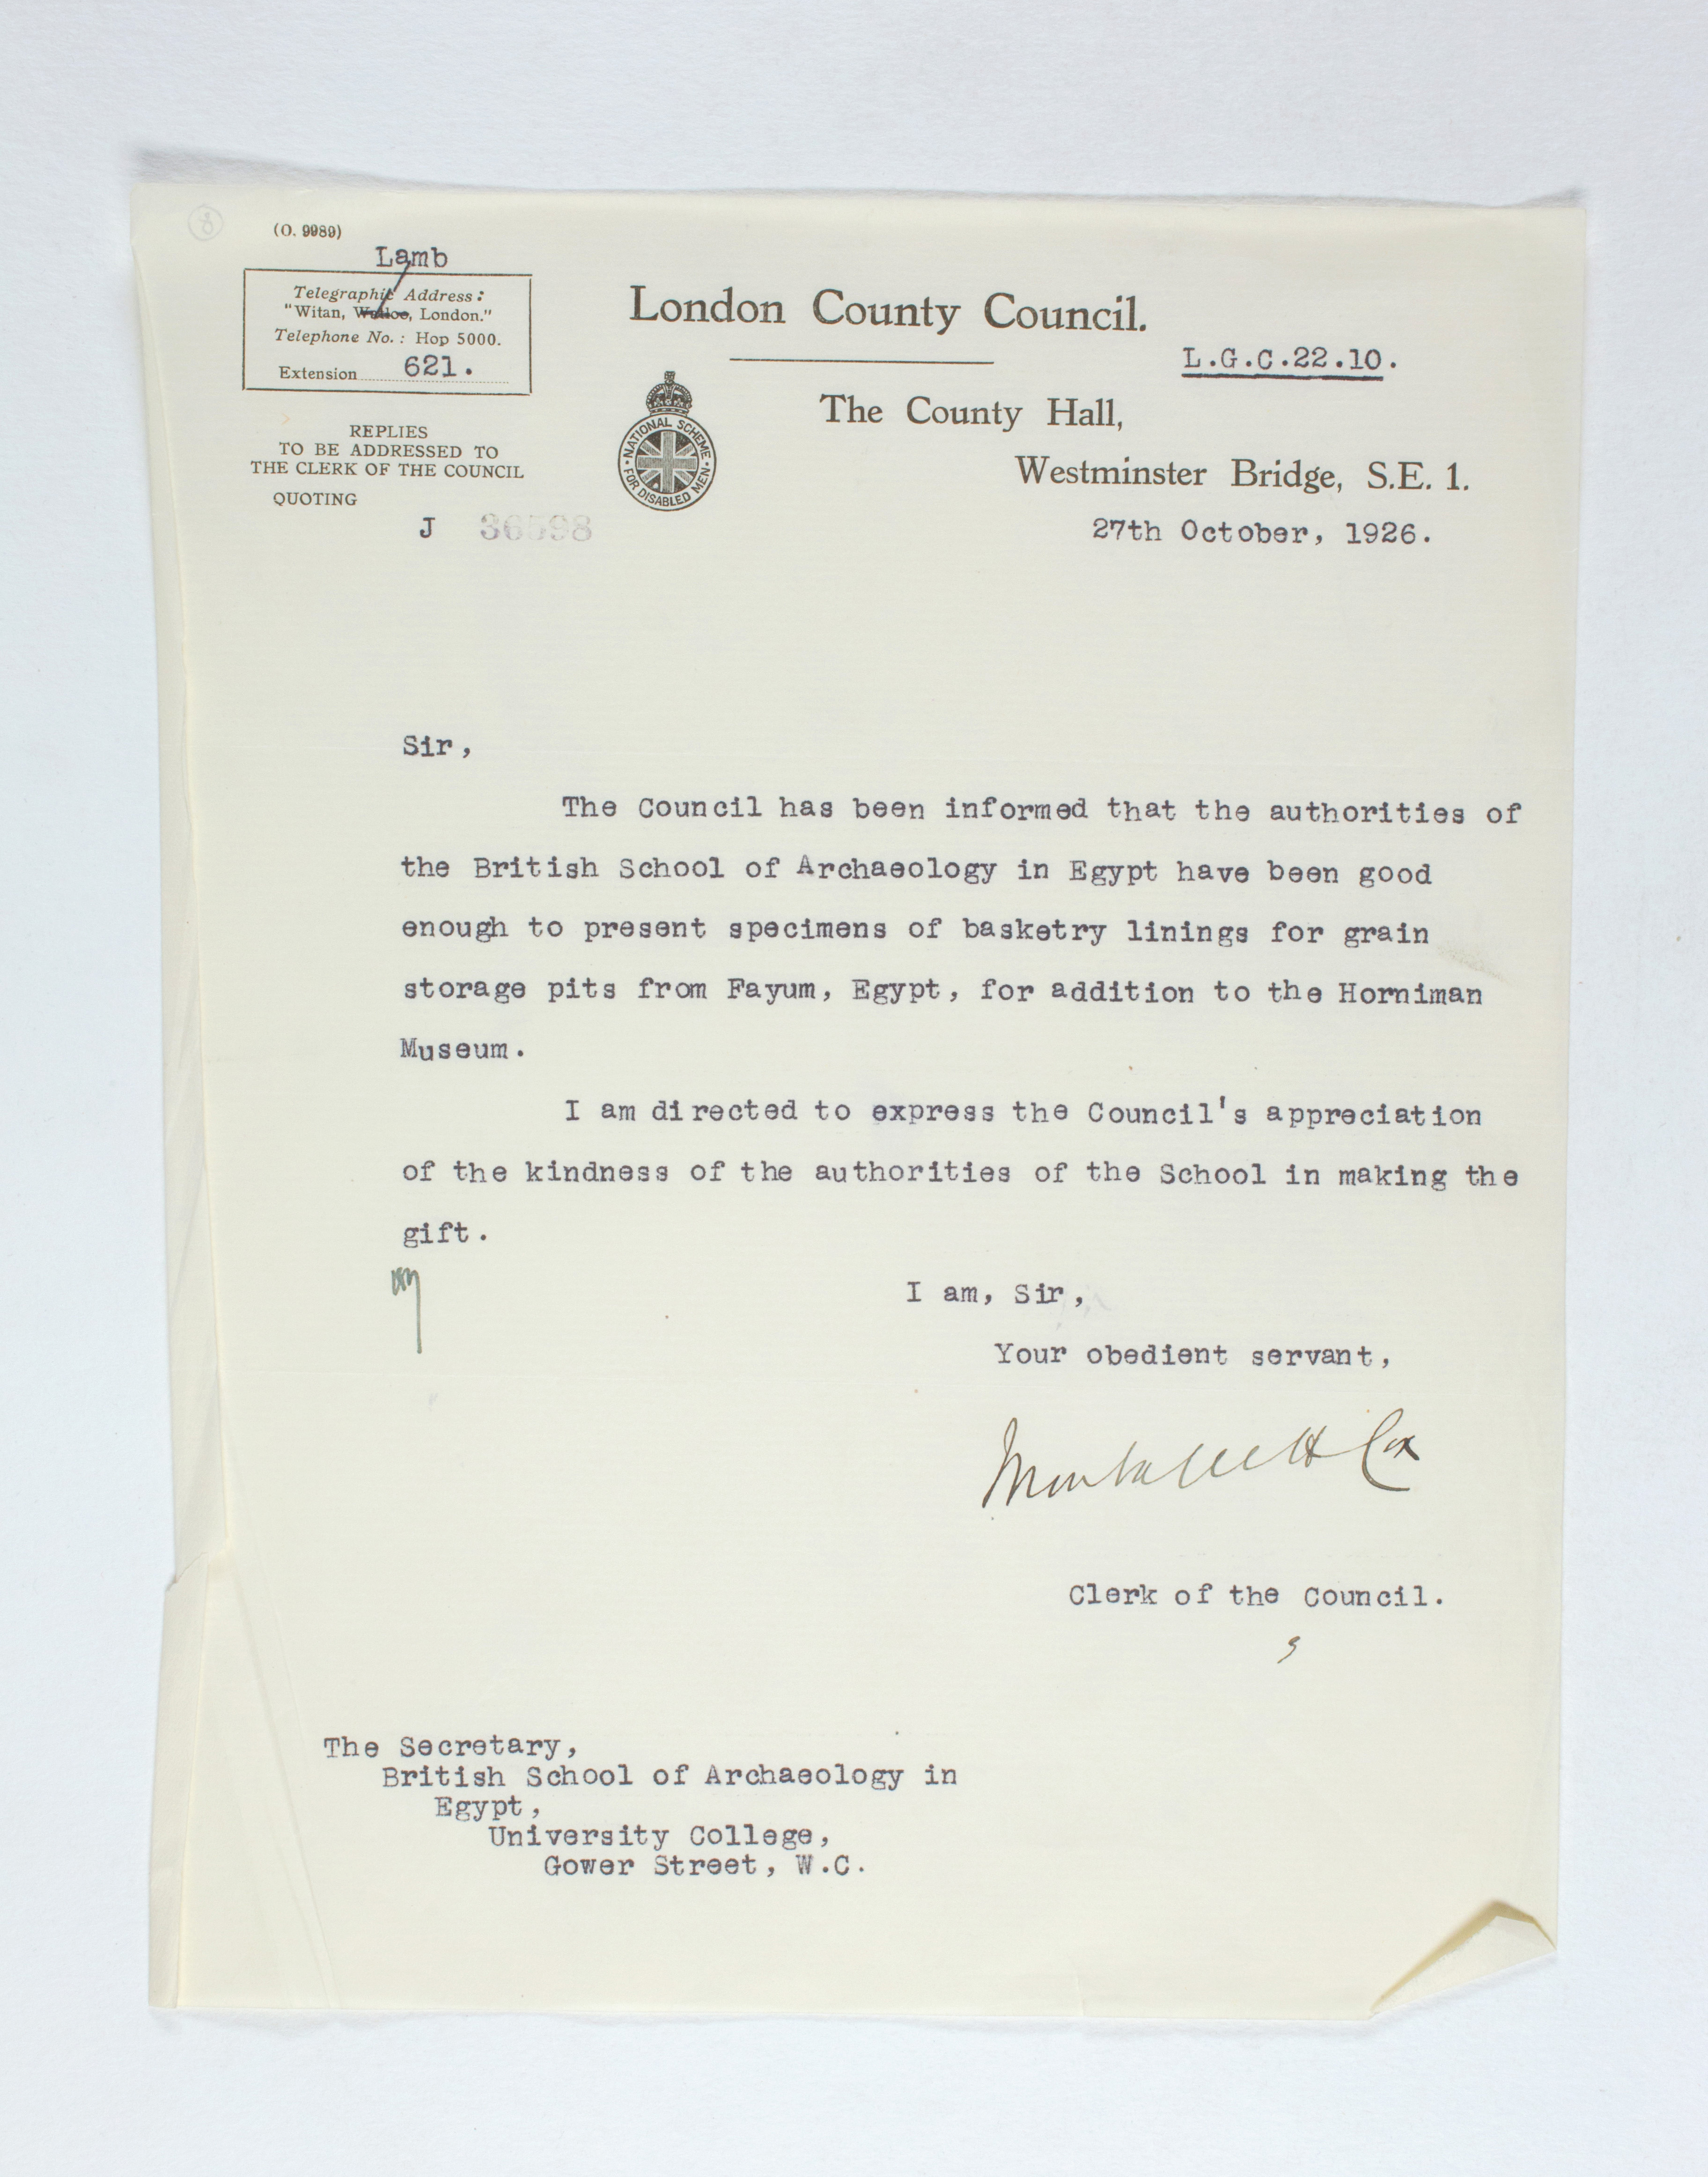 8
(O. 9989)
Lamb
Telegraphic Address:
"Witan, London."
Telephone No.: Hop 5000.
Extension 621.
REPLIES
TO BE ADDRESSED TO
THE CLERK OF THE COUNCIL
QUOTING
J 36598
London County Council.
L.G.C.22.10.
The County Hall,
Westminster Bridge, S.E. 1.
27th October, 1926.
NATIONAL SCHEME
FOR DISABLED MEN
Sir,
The Council has been informed that the authorities of
the British School of Archaeology in Egypt have been good
enough to present specimens of basketry linings for grain
storage pits from Fayum, Egypt, for addition to the Horniman
Museum.
I am directed to express the Council's appreciation
of the kindness of the authorities of the School in making the
gift.
I am, Sir,
Your obedient servant,
Montagu H Cox
Clerk of the Council.
The Secretary,
British School of Archaeology in
Egypt,
University College,
Gower Street, W.C.